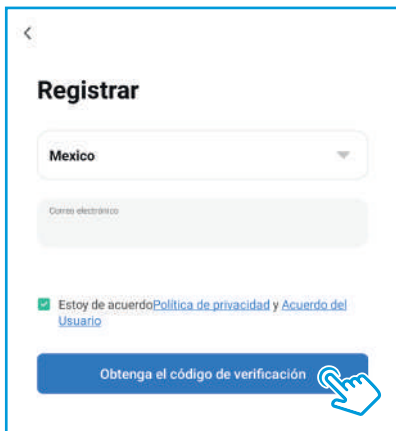 Registrar
Mexico
Correo electrónico
Estoy de acuerdoPolítica de privacidad y Acuerdo del
Usuario
Obtenga el código de verificación